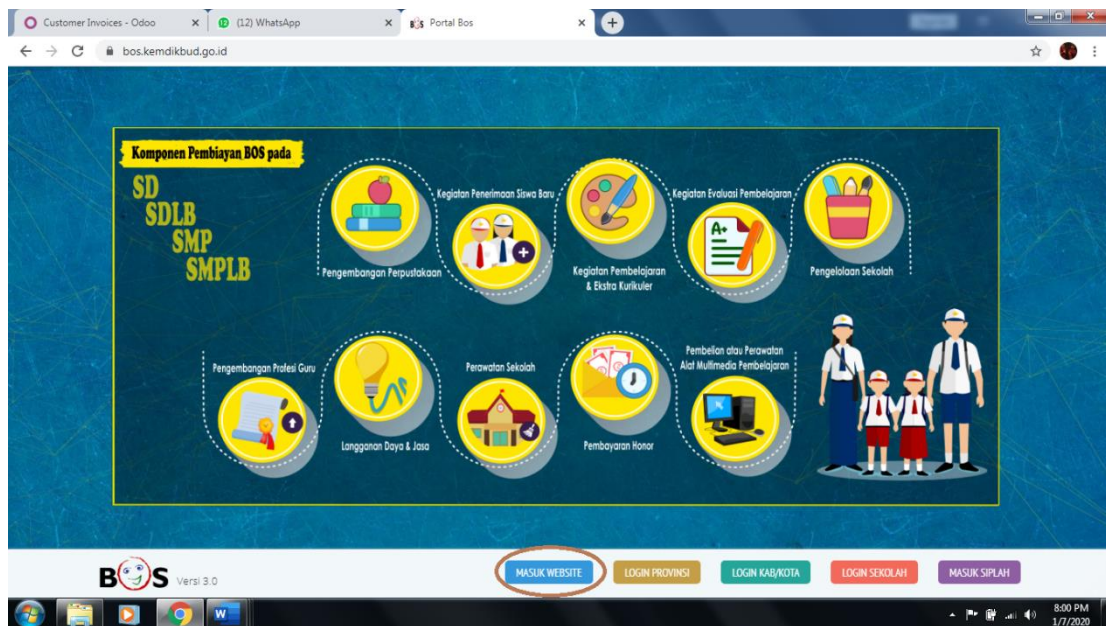 Customer Invoices - Odoo
(12) WhatsApp
Portal Bos
bos.kemdikbud.go.id
Komponen Pembiayan BOS pada
SD
SDLB
SMP
SMPLB
Pengembangan Perpustakaan
Kegiatan Penerimaan Siswa Baru
Kegiatan Pembelajaran
& Ekstra Kurikuler
Kegiatan Evaluasi Pembelajaran
A+
Pengelolaan Sekolah
Pengembangan Profesi Guru
Langganan Daya & Jasa
Perawatan Sekolah
Pembayaran Honor
Pembelian atau Perawatan
Alat Multimedia Pembelajaran
BOS Versi 3.0
MASUK WEBSITE
LOGIN PROVINSI
LOGIN KAB/KOTA
LOGIN SEKOLAH
MASUK SIPLAH
8:00 PM
1/7/2020